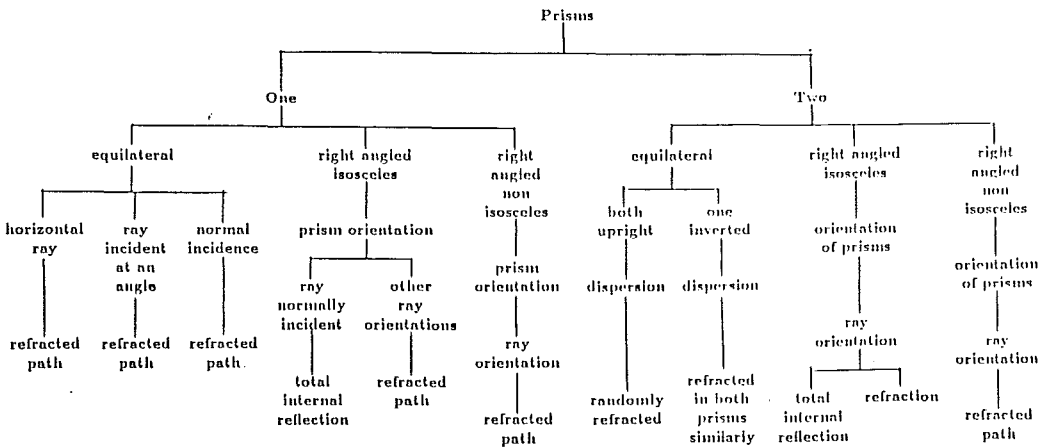 Prisms
One
Two
equilateral
right angled
isosceles
right
angled
non
isosceles
equilateral
right angled
isosceles
right
angled
non
isosceles
horizontal
ray
ray
incident
at an
angle
normal
incidence
prism orientation
both
upright
one
inverted
orientation
of prisms
prism
orientation
orientation
of prisms
ray
normally
incident
other
ray
orientations
dispersion
dispersion
refracted
path
refracted
path
refracted
path
ray
orientation
ray
orientation
ray
orientation
total
internal
reflection
refracted
path
randomly
refracted
refracted
in both
prisms
similarly
total
internal
reflection
refraction
refracted
path
refracted
path